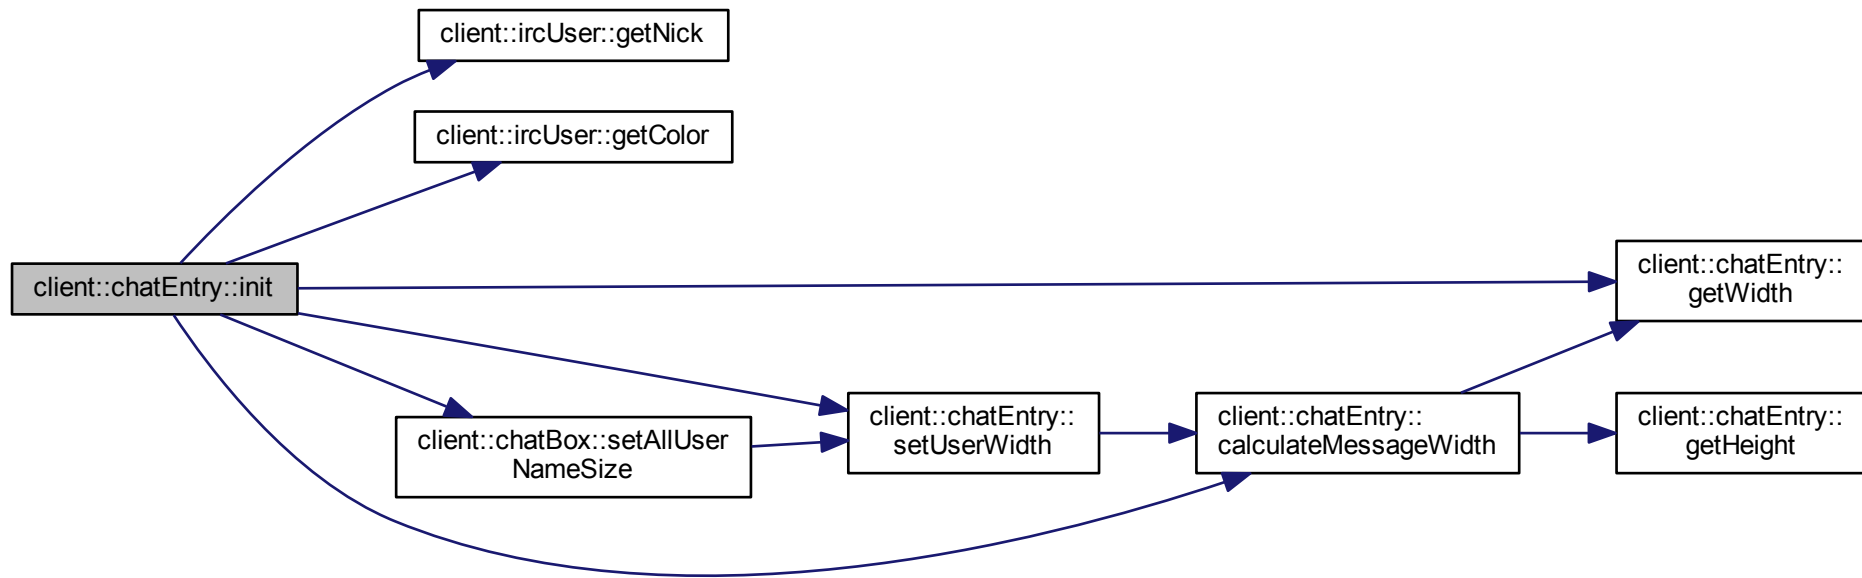 client::ircUser::getNick
client::ircUser::getColor
client::chatEntry::init
client::chatEntry::
getWidth
client::chatBox::setAllUser
NameSize
client::chatEntry::
setUserWidth
client::chatEntry::
calculateMessageWidth
client::chatEntry::
getHeight